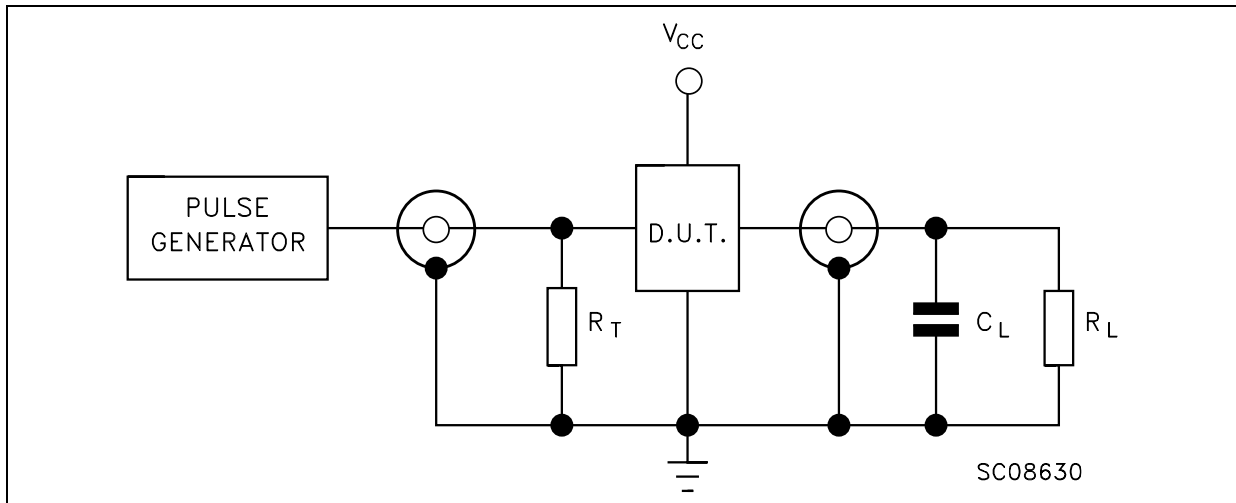 VCC
PULSE
GENERATOR
D.U.T.
RT
CL
RL
SC08630